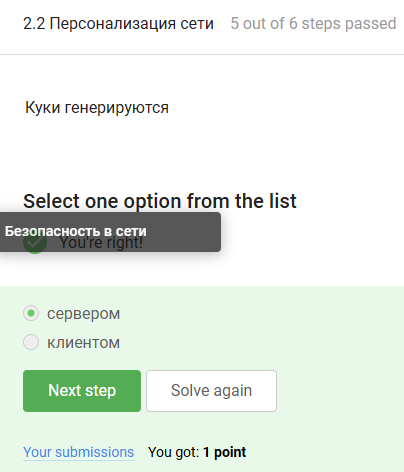 2.2 Персонализация сети 5 out of 6 steps passed
Куки генерируются
Select one option from the list
Безопасность в сети
You're right!
сервером
клиентом
Next step Solve again
Your submissions You got: 1 point